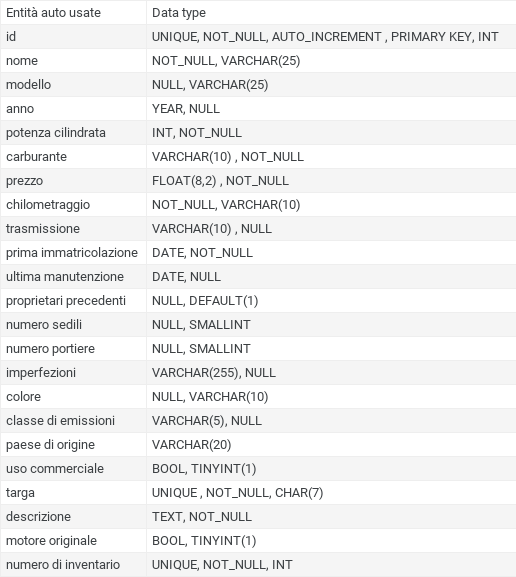 Entità auto usate Data type
id UNIQUE, NOT_NULL, AUTO_INCREMENT , PRIMARY KEY, INT
nome NOT_NULL, VARCHAR(25)
modello NULL, VARCHAR(25)
anno YEAR, NULL
potenza cilindrata INT, NOT_NULL
carburante VARCHAR(10) , NOT_NULL
prezzo FLOAT(8,2) , NOT_NULL
chilometraggio NOT_NULL, VARCHAR(10)
trasmissione VARCHAR(10) , NULL
prima immatricolazione DATE, NOT_NULL
ultima manutenzione DATE, NULL
proprietari precedenti NULL, DEFAULT(1)
numero sedili NULL, SMALLINT
numero portiere NULL, SMALLINT
imperfezioni VARCHAR(255), NULL
colore NULL, VARCHAR(10)
classe di emissioni VARCHAR(5), NULL
paese di origine VARCHAR(20)
uso commerciale BOOL, TINYINT(1)
targa UNIQUE , NOT_NULL, CHAR(7)
descrizione TEXT, NOT_NULL
motore originale BOOL, TINYINT(1)
numero di inventario UNIQUE, NOT_NULL, INT